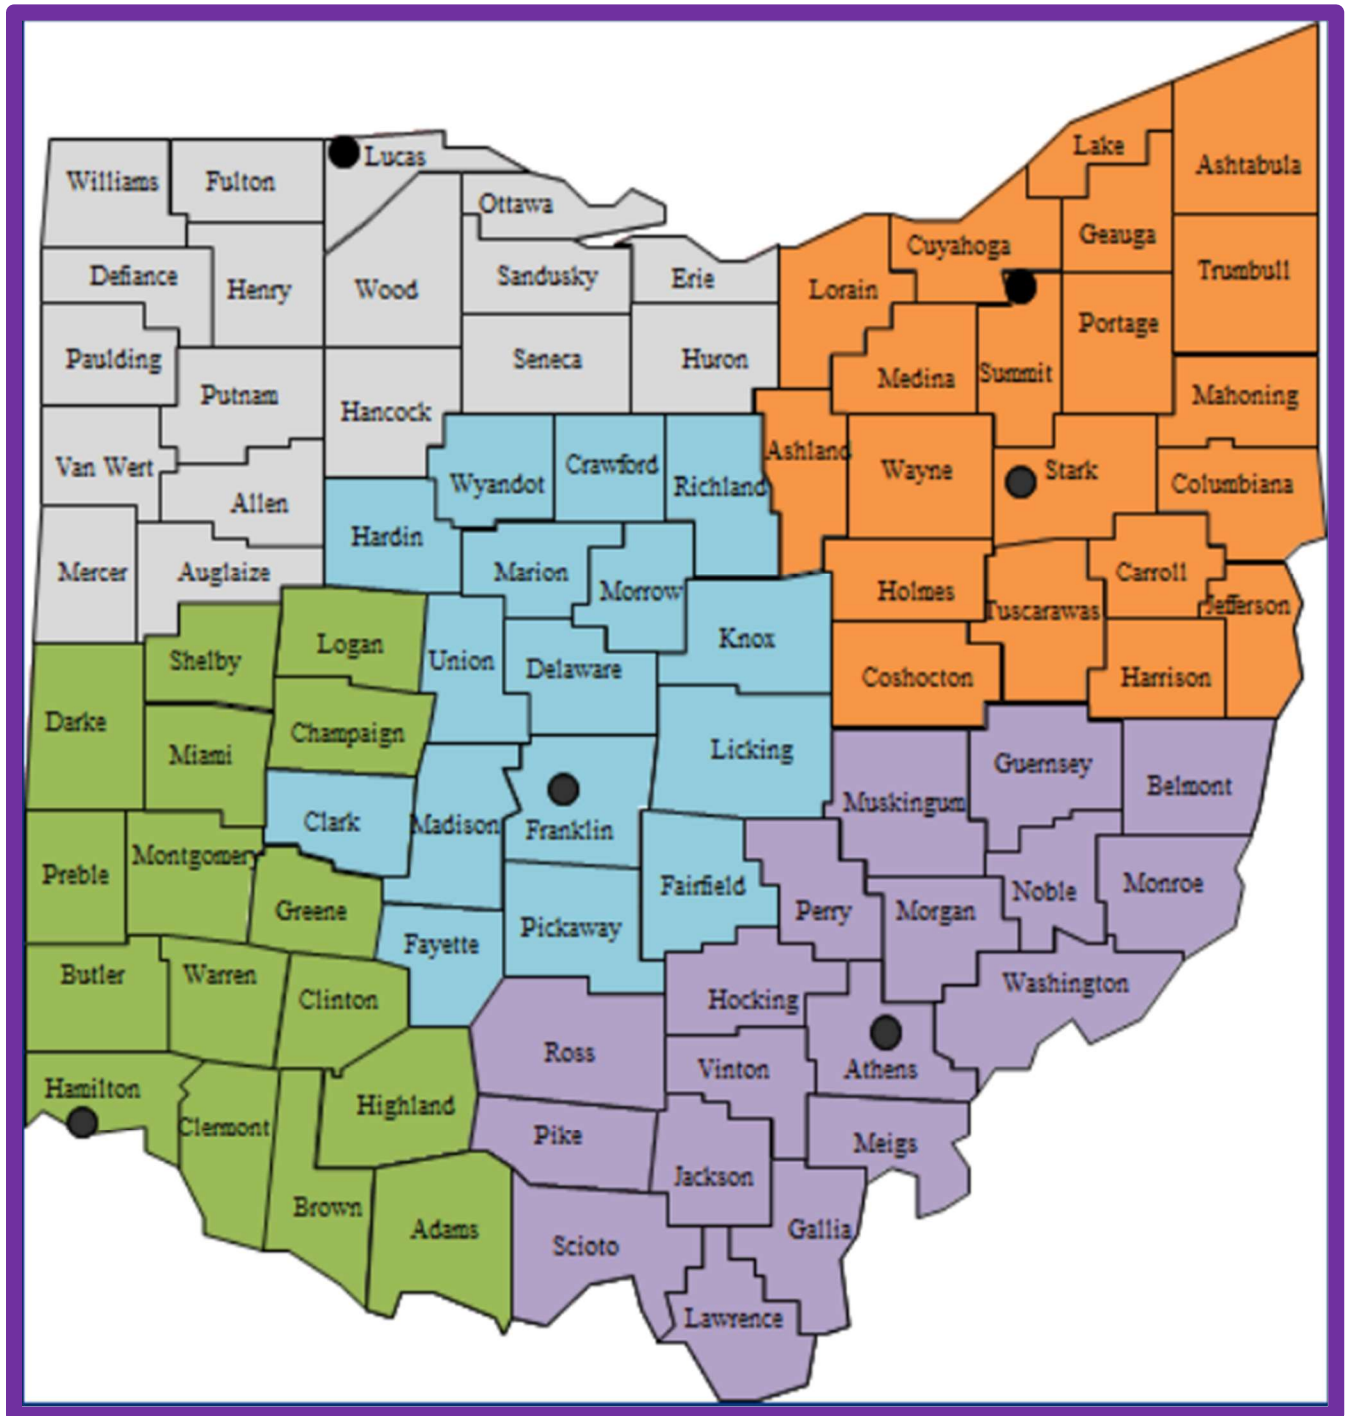 Lake
Ashtabula
Lucas
Williams
Fulton
Ottawa
Geauga
Cuyahoga
Trumbull
Defiance
Henry
Wood
Sandusky
Erie
Lorain
Portage
Paulding
Seneca
Huron
Medina
Summit
Putnam
Mahoning
Hancock
Ashland
Van Wert
Wyandot
Crawford
Richland
Wayne
Stark
Columbiana
Allen
Hardin
Mercer
Auglaize
Marion
Morrow
Holmes
Carroll
Tuscarawas
Jefferson
Logan
Knox
Shelby
Union
Delaware
Coshocton
Harrison
Darke
Champaign
Miami
Licking
Guernsey
Belmont
Muskingum
Clark
Madison
Franklin
Montgomery
Preble
Fairfield
Monroe
Noble
Greene
Perry
Morgan
Pickaway
Fayette
Butler
Warren
Clinton
Hocking
Washington
Ross
Vinton
Athens
Hamilton
Highland
Clermont
Pike
Meigs
Jackson
Brown
Adams
Gallia
Scioto
Lawrence